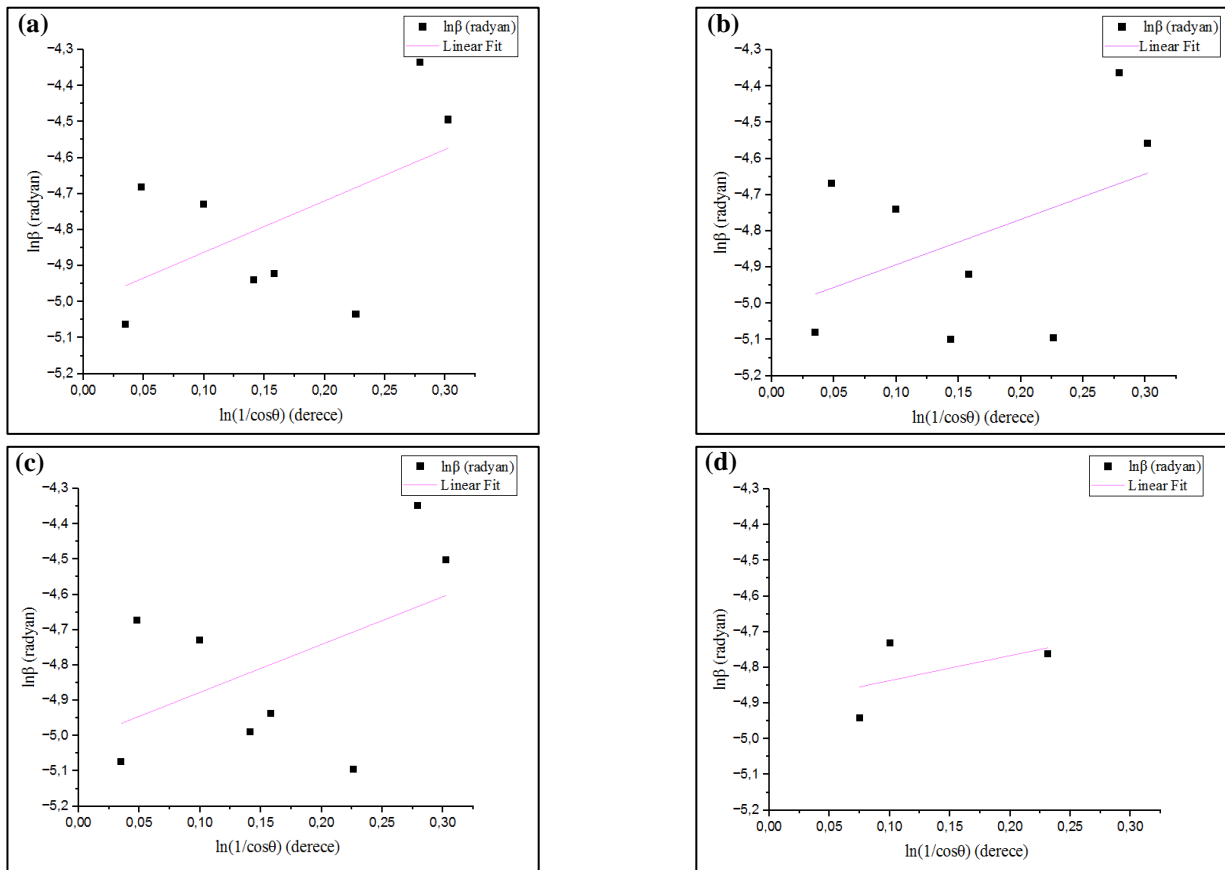 (a)
lnβ (radyan)
Linear Fit
−4,3
−4,4
−4,5
−4,6
−4,7
−4,8
−4,9
−5,0
−5,1
−5,2
lnβ (radyan)
0,00 0,05 0,10 0,15 0,20 0,25 0,30
ln(1/cosθ) (derece)
(b)
lnβ (radyan)
Linear Fit
−4,3
−4,4
−4,5
−4,6
−4,7
−4,8
−4,9
−5,0
−5,1
−5,2
lnβ (radyan)
0,00 0,05 0,10 0,15 0,20 0,25 0,30
ln(1/cosθ) (derece)
(c)
lnβ (radyan)
Linear Fit
−4,3
−4,4
−4,5
−4,6
−4,7
−4,8
−4,9
−5,0
−5,1
−5,2
lnβ (radyan)
0,00 0,05 0,10 0,15 0,20 0,25 0,30
ln(1/cosθ) (derece)
(d)
lnβ (radyan)
Linear Fit
−4,3
−4,4
−4,5
−4,6
−4,7
−4,8
−4,9
−5,0
−5,1
−5,2
lnβ (radyan)
0,00 0,05 0,10 0,15 0,20 0,25 0,30
ln(1/cosθ) (derece)